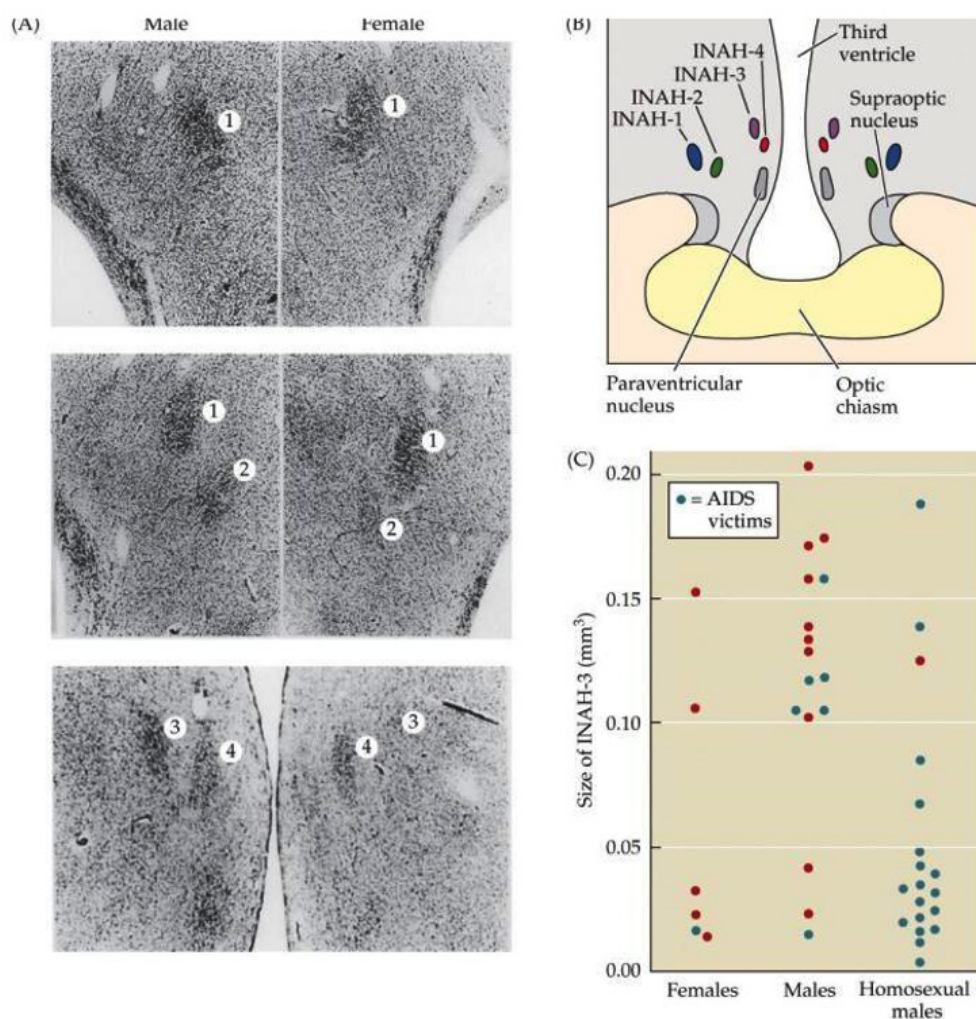 (A)
Male
Female
1
1
1
2
1
2
3
4
4
3
(B)
Third
ventricle
INAH-4
INAH-3
INAH-2
INAH-1
Supraoptic
nucleus
Paraventricular
nucleus
Optic
chiasm
(C)
0.20
0.15
0.10
0.05
0.00
Size of INAH-3 (mm³)
= AIDS
victims
Females
Males
Homosexual
males